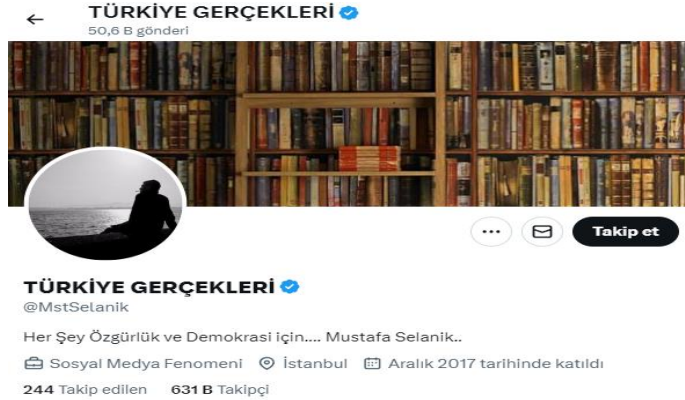 TÜRKİYE GERÇEKLERİ
50,6 B gönderi
Takip et
TÜRKİYE GERÇEKLERİ
@MstSelanik
Her Şey Özgürlük ve Demokrasi için.... Mustafa Selanik..
Sosyal Medya Fenomeni İstanbul Aralık 2017 tarihinde katıldı
244 Takip edilen 631 B Takipçi